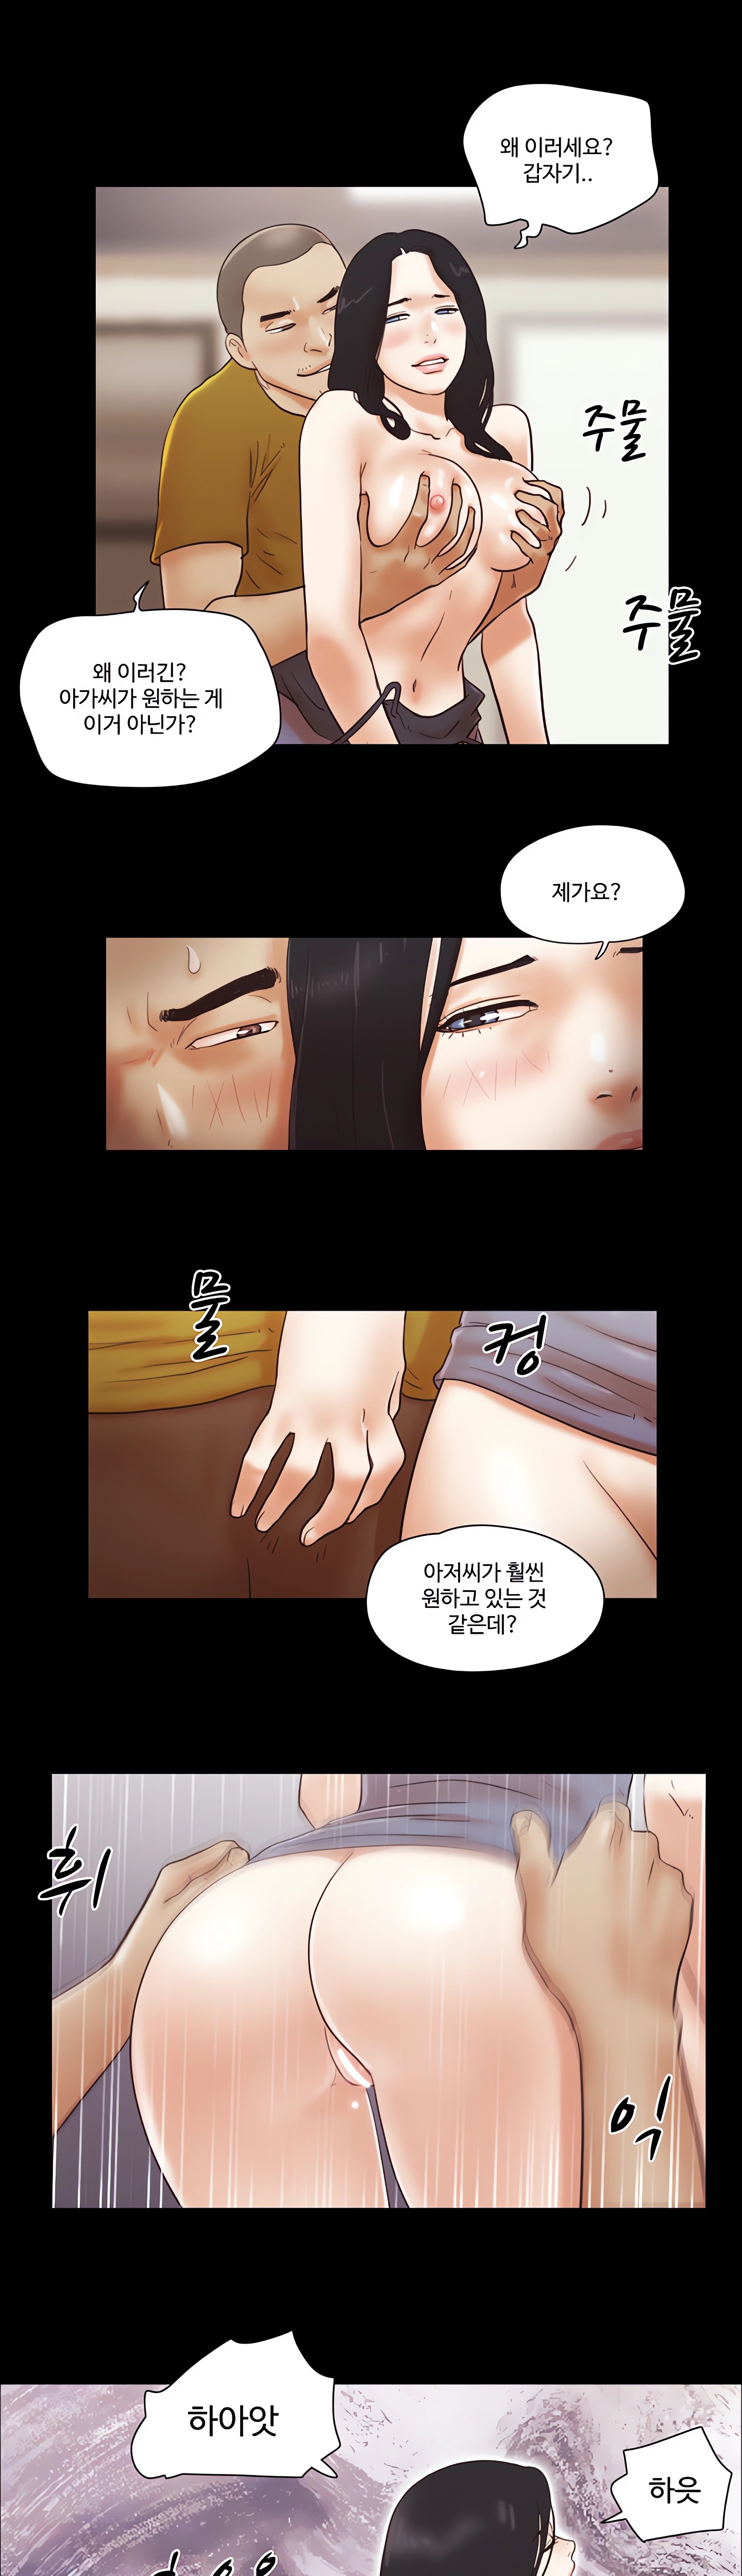 왜 이러세요?
갑자기..
주물
주물
왜 이러긴?
아가씨가 원하는 게
이거 아닌가?
제가요?
물
컹
아저씨가 훨씬
원하고 있는 것
같은데?
휘
익
하아앗
하읏